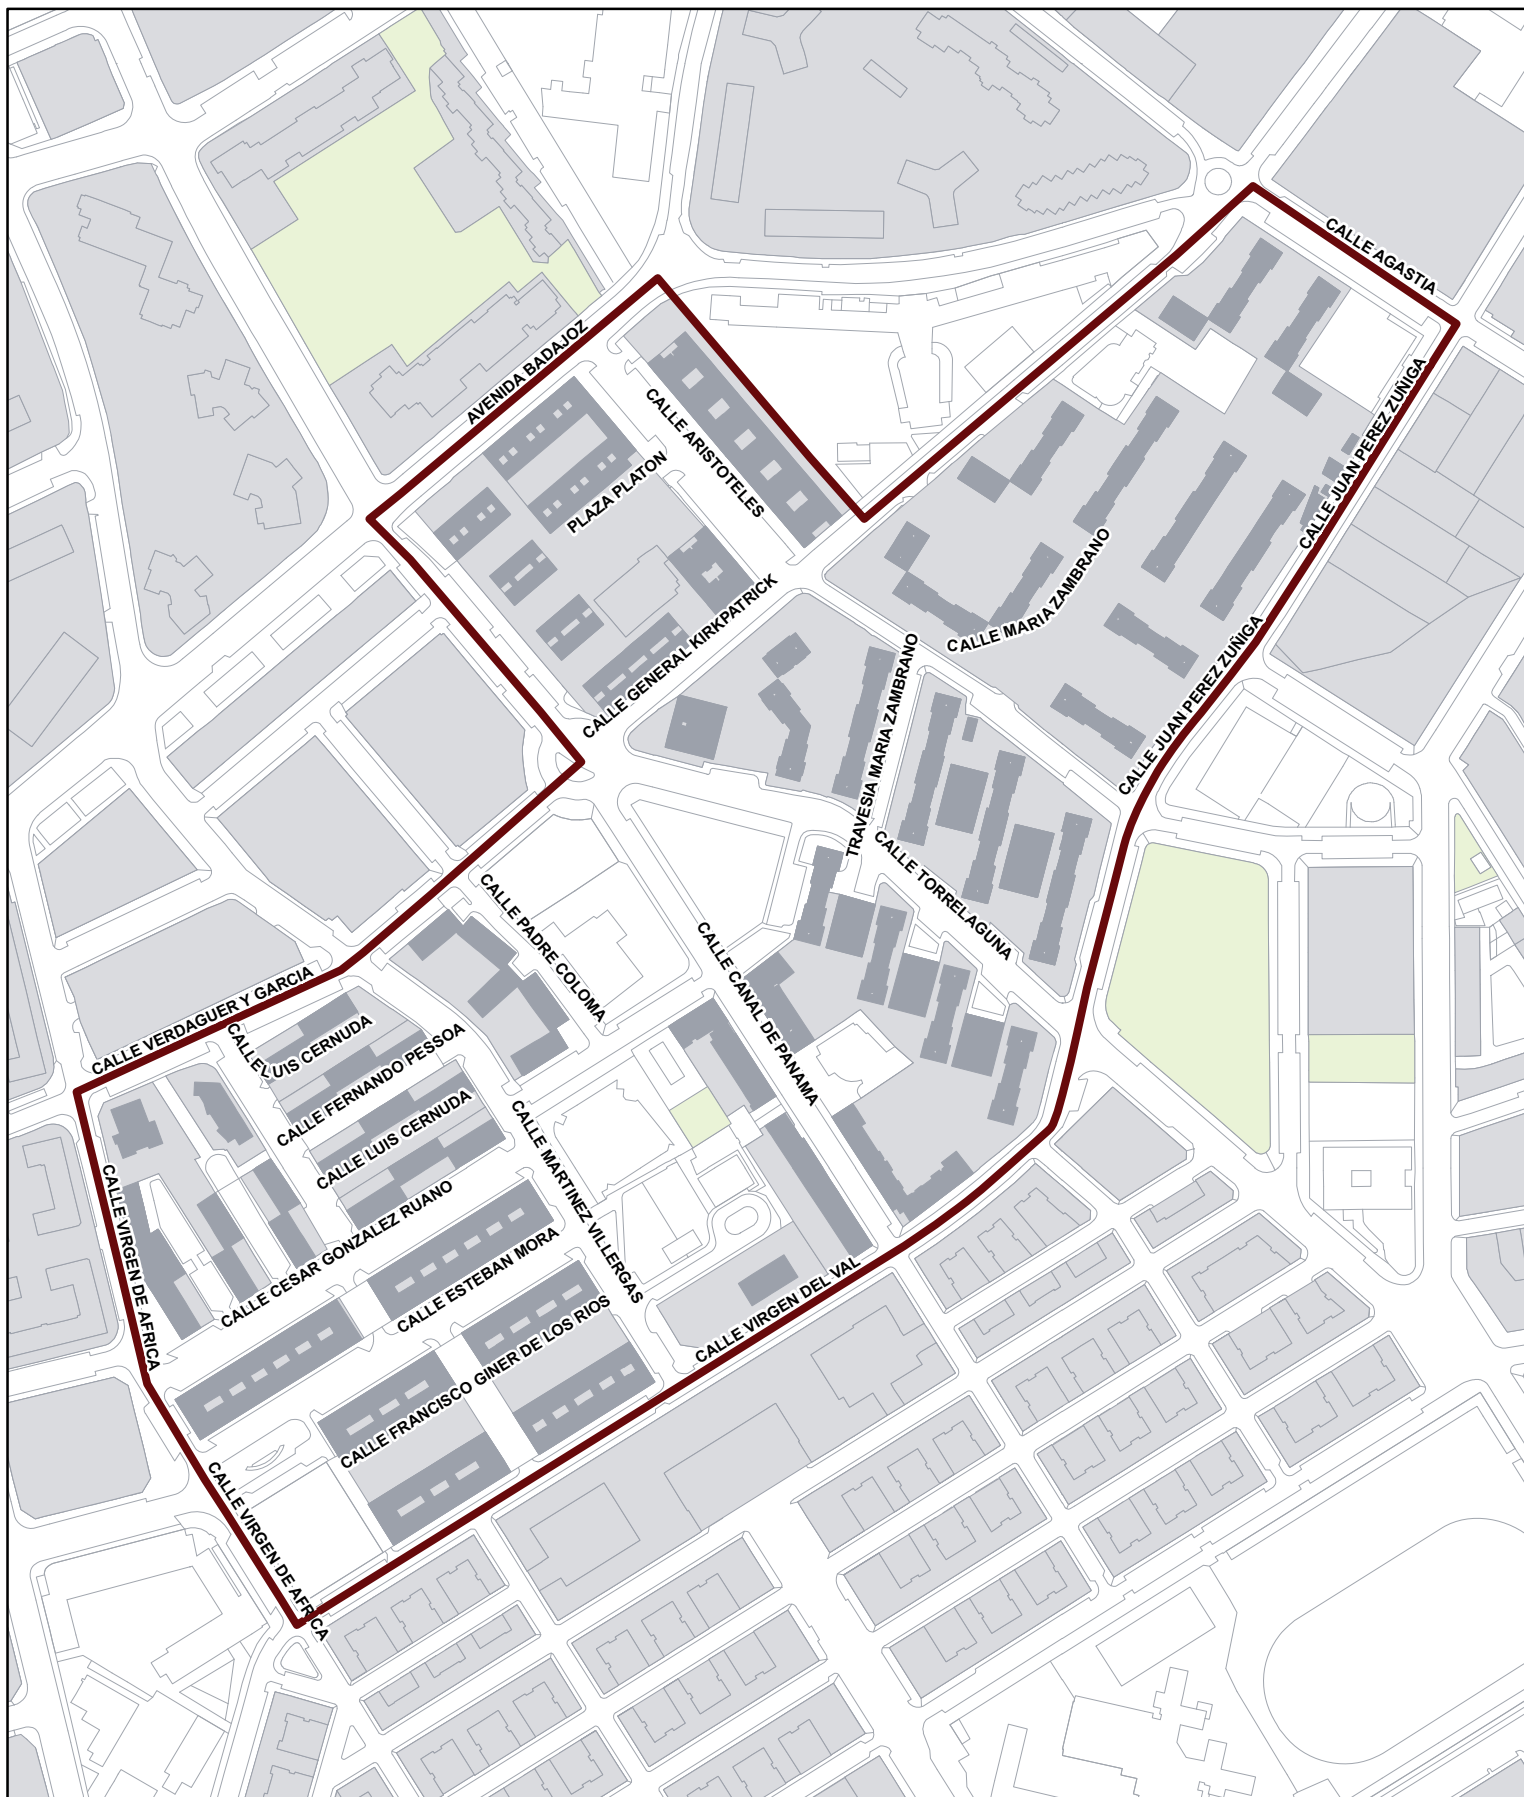 CALLE AGASTIA
AVENIDA BADAJOZ
CALLE ARISTOTELES
CALLE JUAN PEREZ ZUÑIGA
PLAZA PLATON
CALLE MARIA ZAMBRANO
CALLE GENERAL KIRKPATRICK
TRAVESIA MARIA ZAMBRANO
CALLE JUAN PEREZ ZUÑIGA
CALLE TORRELAGUNA
CALLE PADRE COLOMA
CALLE CANAL DE PANAMA
CALLE VERDAGUER Y GARCIA
CALLE LUIS CERNUDA
CALLE FERNANDO PESSOA
CALLE LUIS CERNUDA
CALLE MARTINEZ VILLERGAS
CALLE VIRGEN DE AFRICA
CALLE CESAR GONZALEZ RUANO
CALLE ESTEBAN MORA
CALLE FRANCISCO GINER DE LOS RIOS
CALLE VIRGEN DEL VAL
CALLE VIRGEN DE AFRICA